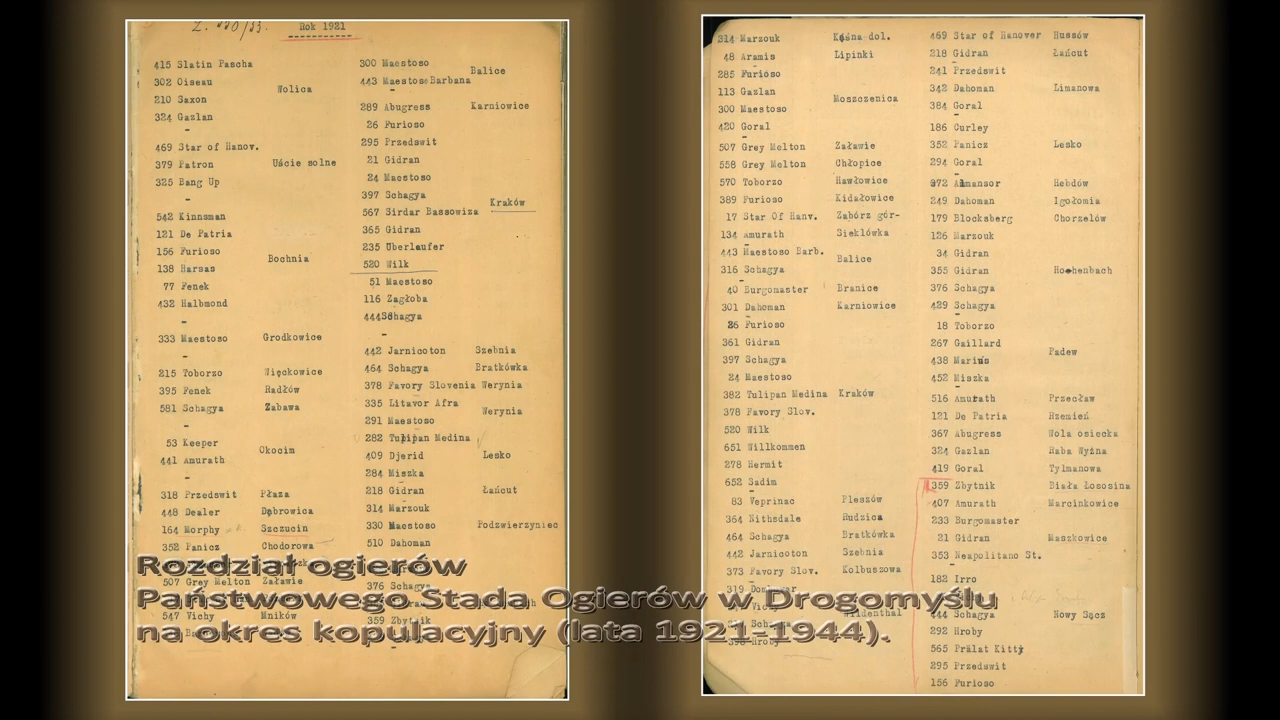 Rok 1921
415 Slatin Pascha
302 Oiseau
Wolica
210 Saxon
324 Gazlan
469 Star of Hanov.
379 Patron Uście solne
325 Bang Up
542 Kinnsman
121 De Patria
156 Furioso
Bochnia
138 Harsas
77 Fenek
432 Halbmond
333 Maestoso Grodkowice
215 Toborzo Więckowice
395 Fenek Radłów
581 Schagya Zabawa
53 Keeper
Okocim
441 Amurath
318 Przedswit Płaza
448 Dealer Dąbrowica
164 Morphy Szczucin
352 Panicz Chodorowa
507 Grey Melton Załawie
547 Vichy Mników
300 Maestoso
Balice
443 Maestoso Barbana
289 Abugress Karniowice
26 Furioso
295 Przedswit
21 Gidran
24 Maestoso
397 Schagya
Kraków
567 Sirdar Bassowiza
365 Gidran
235 Uberlaufer
520 Wilk
51 Maestoso
116 Zagłoba
444 Schagya
442 Jarnicoton Szebnia
464 Schagya Bratkówka
378 Favory Slovenia Werynia
335 Litavor Afra
Werynia
291 Maestoso
282 Tulipan Medina
409 Djerid Lesko
284 Miszka
218 Gidran Łańcut
314 Marzouk
330 Maestoso Podzwierzyniec
510 Dahoman
376 Schagya
359 Zbytnik
314 Marzouk Kąśna dol.
48 Aramis Lipinki
285 Furioso
113 Gazlan
Moszczenica
300 Maestoso
420 Goral
507 Grey Melton Załawie
558 Grey Melton Chłopice
570 Toborzo Hawłowice
389 Furioso Kidałowice
17 Star Of Hanv. Zabórz gór-
134 Amurath Sieklówka
443 Maestoso Barb.
Balice
316 Schagya
40 Burgomaster Branice
301 Dahoman Karniowice
26 Furioso
361 Gidran
397 Schagya
24 Maestoso
382 Tulipan Medina Kraków
378 Favory Slov.
520 Wilk
651 Willkommen
278 Hermit
652 Sadim
83 Veprinac Pleszów
364 Nithsdale Rudzica
464 Schagya Bratkówka
442 Jarnicoton Szebnia
373 Favory Slov. Kolbuszowa
469 Star of Hanover Hussów
218 Gidran Łańcut
241 Przedswit
342 Dahoman Limanowa
384 Goral
186 Curley
352 Panicz Lesko
294 Goral
372 Almansor Hebdów
249 Dahoman Igołomia
179 Blocksberg Chorzelów
126 Marzouk
34 Gidran
355 Gidran Hohenbach
376 Schagya
429 Schagya
18 Toborzo
267 Gaillard
Padew
438 Marius
452 Miszka
516 Amurath Przecław
121 De Patria Rzemień
367 Abugress Wola osiecka
324 Gazlan Raba Wyżna
419 Goral Tylmanowa
359 Zbytnik Biała Łososina
407 Amurath Marcinkowice
233 Burgomaster
21 Gidran Maszkowice
353 Neapolitano St.
182 Irro
444 Schagya Nowy Sącz
292 Hroby
565 Prälat Kitty
295 Przedswit
156 Furioso
Rozdział ogierów
Państwowego Stada Ogierów w Drogomyślu
na okres kopulacyjny (lata 1921-1944).